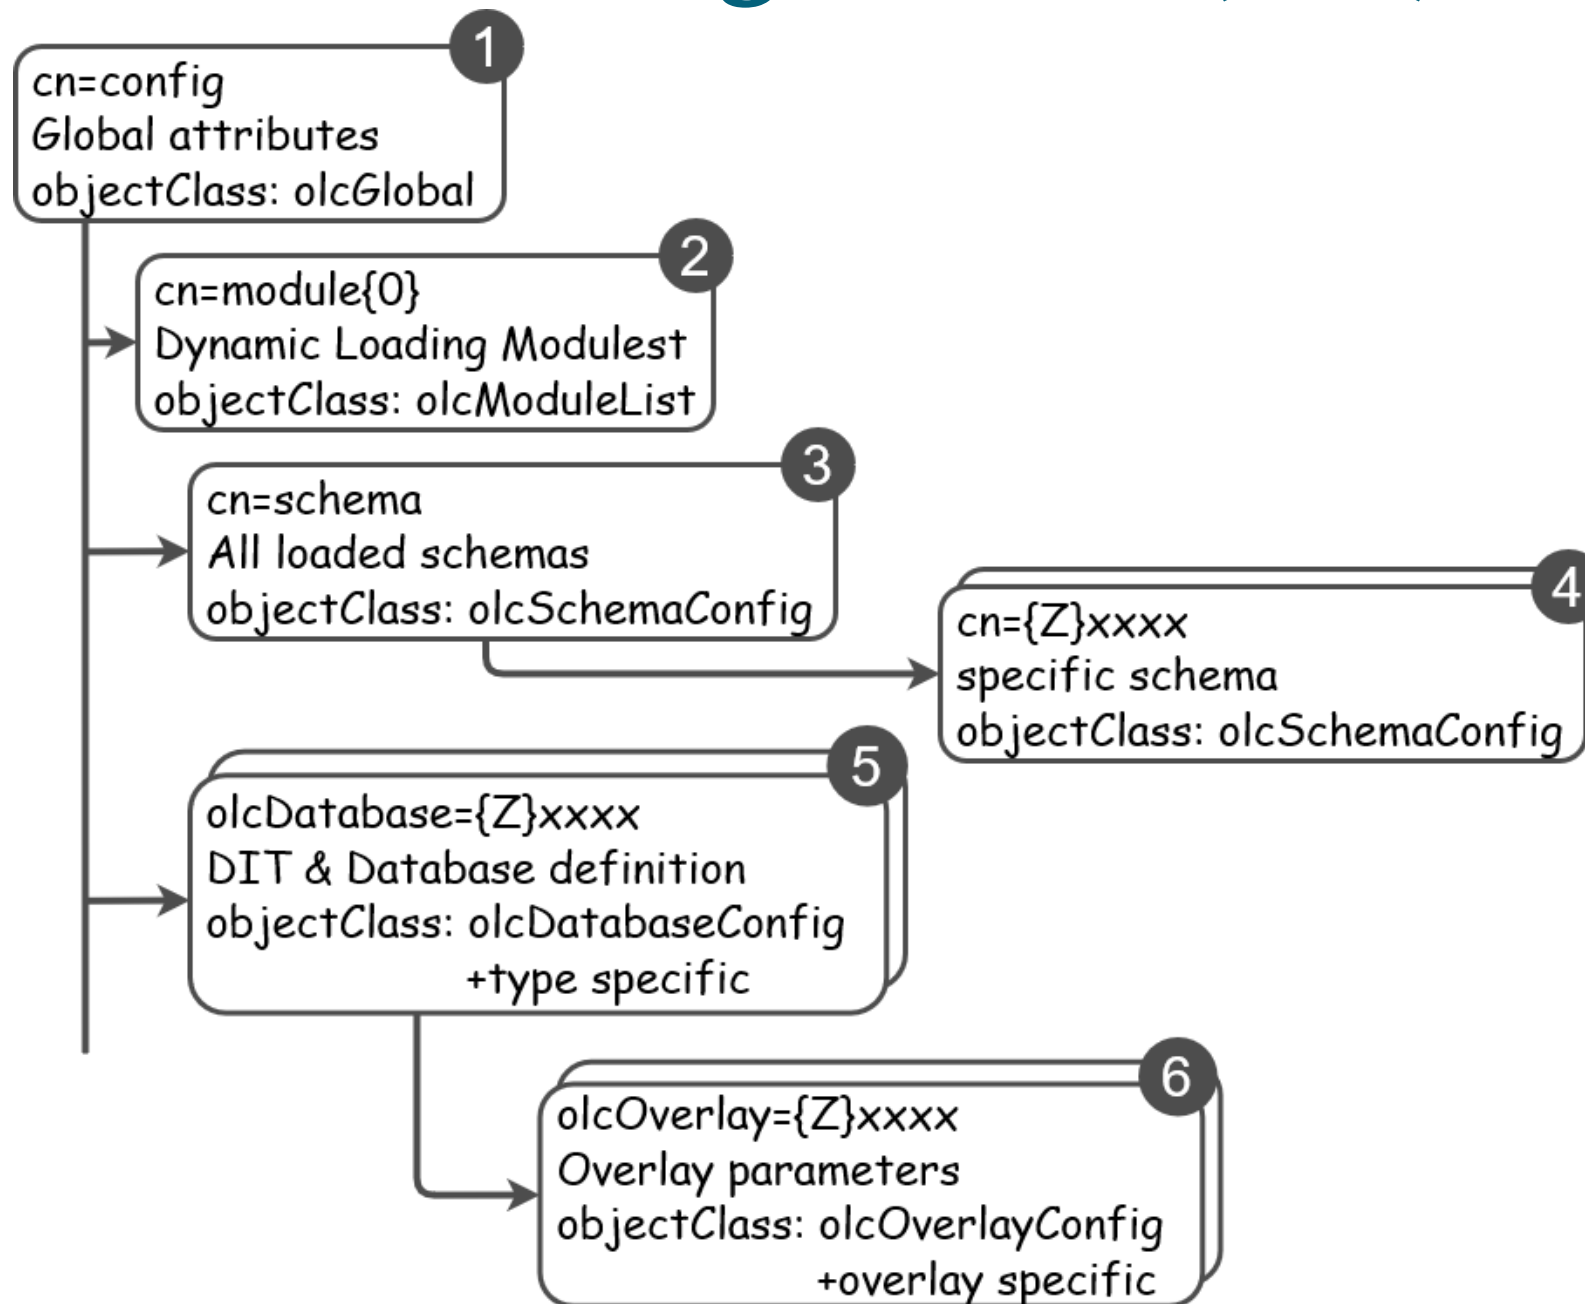 1
cn=config
Global attributes
objectClass: olcGlobal
2
cn=module{0}
Dynamic Loading Modulest
objectClass: olcModuleList
3
cn=schema
All loaded schemas
objectClass: olcSchemaConfig
4
cn={Z}xxxx
specific schema
objectClass: olcSchemaConfig
5
olcDatabase={Z}xxxx
DIT & Database definition
objectClass: olcDatabaseConfig
+type specific
6
olcOverlay={Z}xxxx
Overlay parameters
objectClass: olcOverlayConfig
+overlay specific